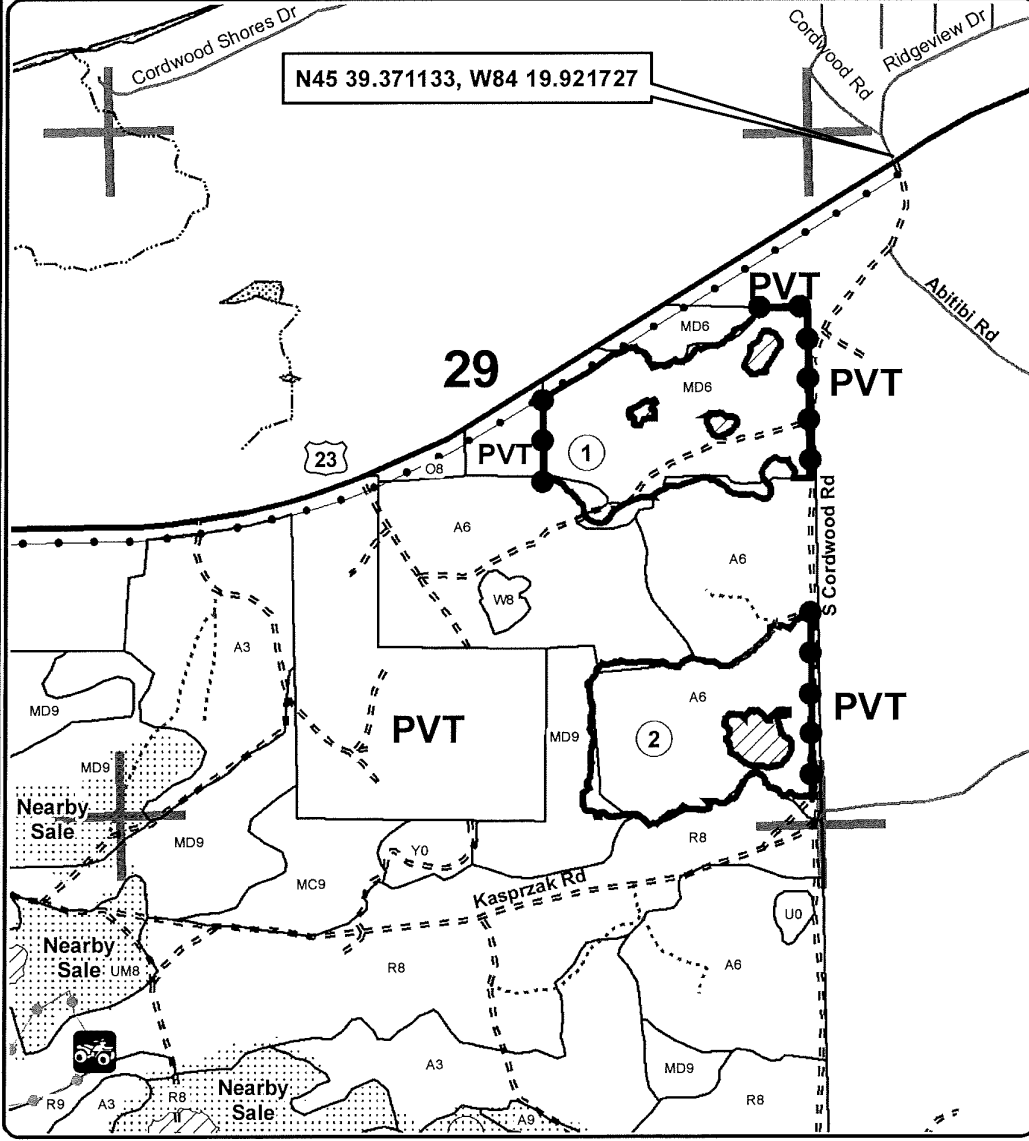 Cordwood Shores Dr
Cordwood Rd
Ridgeview Dr
N45 39.371133, W84 19.921727
Abitibi Rd
PVT
MD6
29
MD6
PVT
PVT
1
23
O8
A6
A6
S Cordwood Rd
W8
A3
A6
MD9
PVT
PVT
MD9
2
MD9
Nearby
Sale
MD9
R8
Y0
MC9
Kasprzak Rd
U0
Nearby
Sale
UM8
R8
A6
A3
MD9
Nearby
Sale
R9
A3
R8
R8
A9